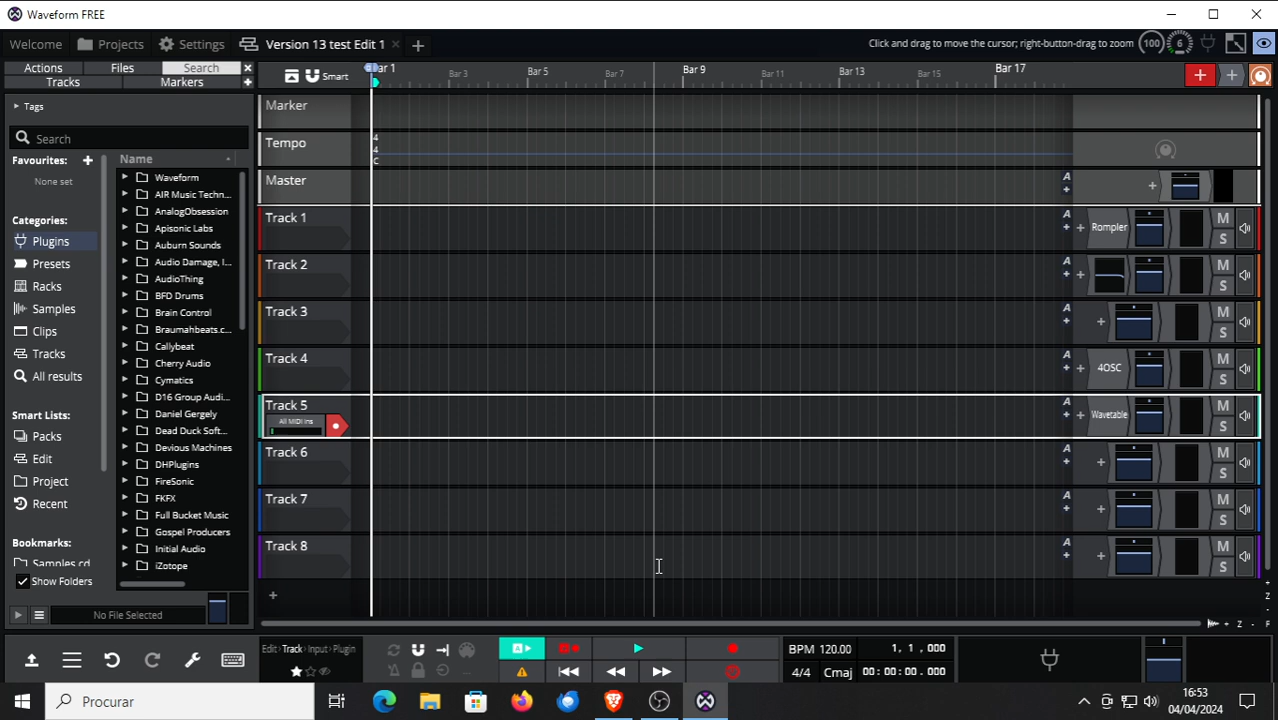 Waveform FREE
Welcome Projects Settings Version 13 test Edit 1
Click and drag to move the cursor; right-button-drag to zoom 100 6
Actions Files Search
Tracks Markers
Smart
Bar 1 Bar 3 Bar 5 Bar 7 Bar 9 Bar 11 Bar 13 Bar 15 Bar 17
Tags
Search
Favourites:
None set
Categories:
Plugins
Presets
Racks
Samples
Clips
Tracks
All results
Smart Lists:
Packs
Edit
Project
Recent
Bookmarks:
Samples cd
Show Folders
No File Selected
Name
Waveform
AIR Music Techn...
AnalogObsession
Apisonic Labs
Auburn Sounds
Audio Damage, I...
AudioThing
BFD Drums
Brain Control
Braumahbeats.c...
Callybeat
Cherry Audio
Cymatics
D16 Group Audi...
Daniel Gergely
Dead Duck Soft...
Devious Machines
DHPlugins
FireSonic
FKFX
Full Bucket Music
Gospel Producers
Initial Audio
iZotope
Marker
Tempo
4
4
C
Master A
Track 1 A Rompler M S
Track 2 A M S
Track 3 A M S
Track 4 A 4OSC M S
Track 5 A Wavetable M S
All MIDI Ins
Track 6 A M S
Track 7 A M S
Track 8 A M S
Z
Z F
Edit Track Input Plugin
A
BPM 120.00 1, 1 , 000
4/4 Cmaj 00:00:00.000
Procurar
16:53
04/04/2024